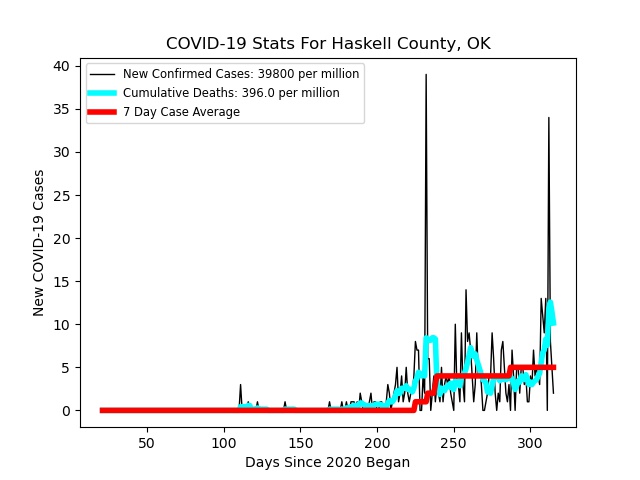 COVID-19 Stats For Haskell County, OK
New Confirmed Cases: 39800 per million
Cumulative Deaths: 396.0 per million
7 Day Case Average
New COVID-19 Cases
40
35
30
25
20
15
10
5
0
50 100 150 200 250 300
Days Since 2020 Began